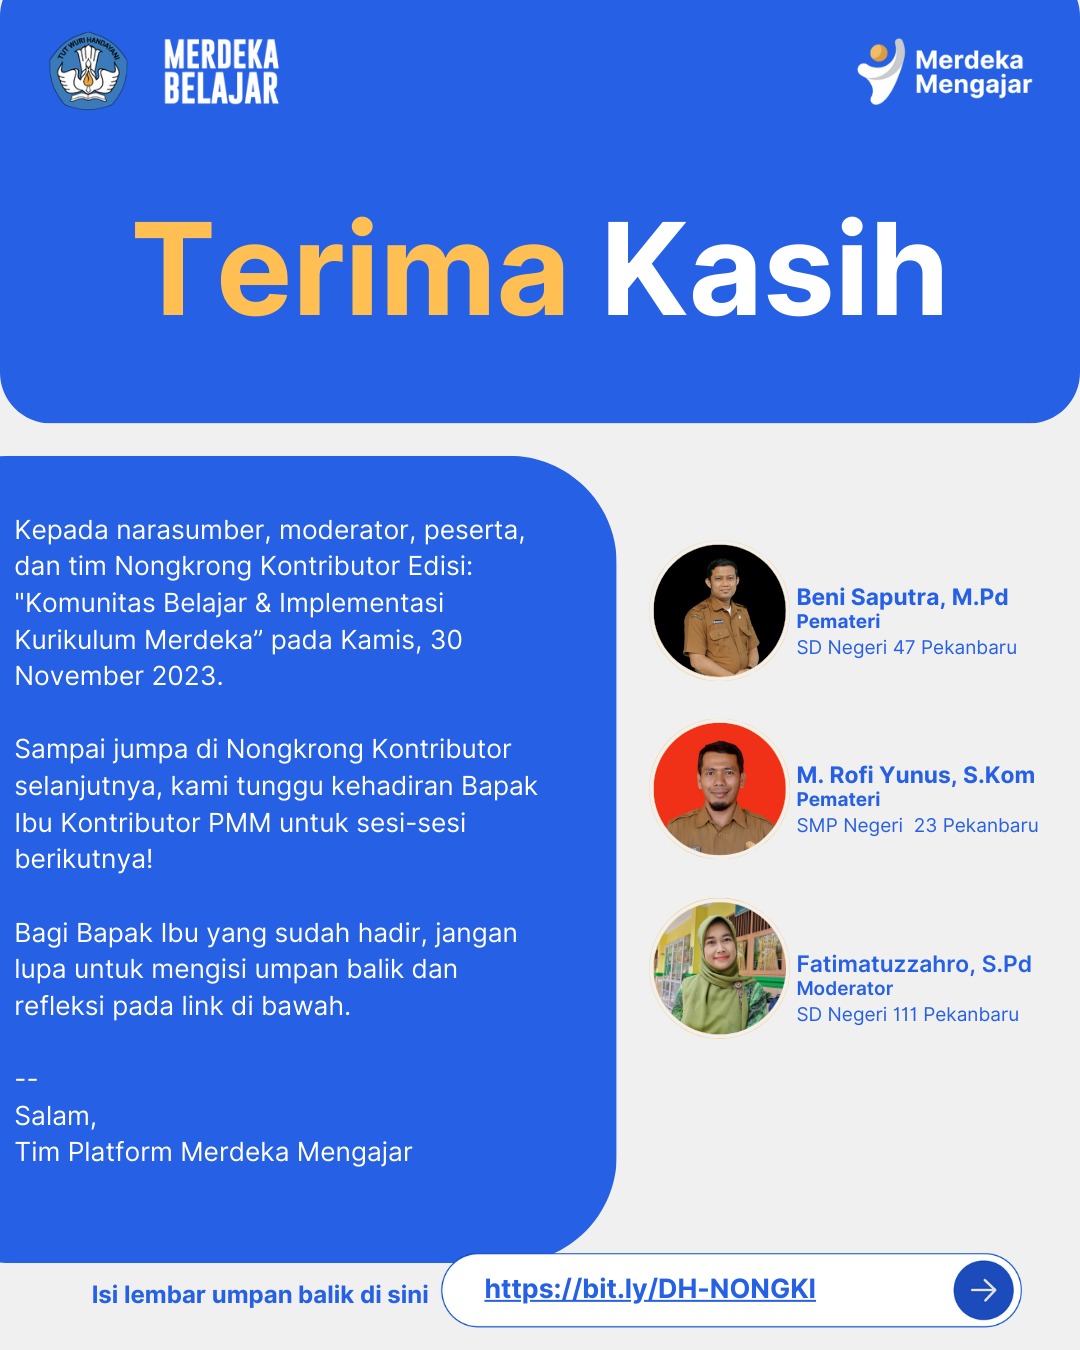 TUT WURI HANDAYANI
MERDEKA
BELAJAR
Merdeka
Mengajar
Terima Kasih
Kepada narasumber, moderator, peserta,
dan tim Nongkrong Kontributor Edisi:
"Komunitas Belajar & Implementasi
Kurikulum Merdeka” pada Kamis, 30
November 2023.
Sampai jumpa di Nongkrong Kontributor
selanjutnya, kami tunggu kehadiran Bapak
Ibu Kontributor PMM untuk sesi-sesi
berikutnya!
Bagi Bapak Ibu yang sudah hadir, jangan
lupa untuk mengisi umpan balik dan
refleksi pada link di bawah.
--
Salam,
Tim Platform Merdeka Mengajar
Beni Saputra, M.Pd
Pemateri
SD Negeri 47 Pekanbaru
M. Rofi Yunus, S.Kom
Pemateri
SMP Negeri  23 Pekanbaru
Fatimatuzzahro, S.Pd
Moderator
SD Negeri 111 Pekanbaru
Isi lembar umpan balik di sini
https://bit.ly/DH-NONGKI